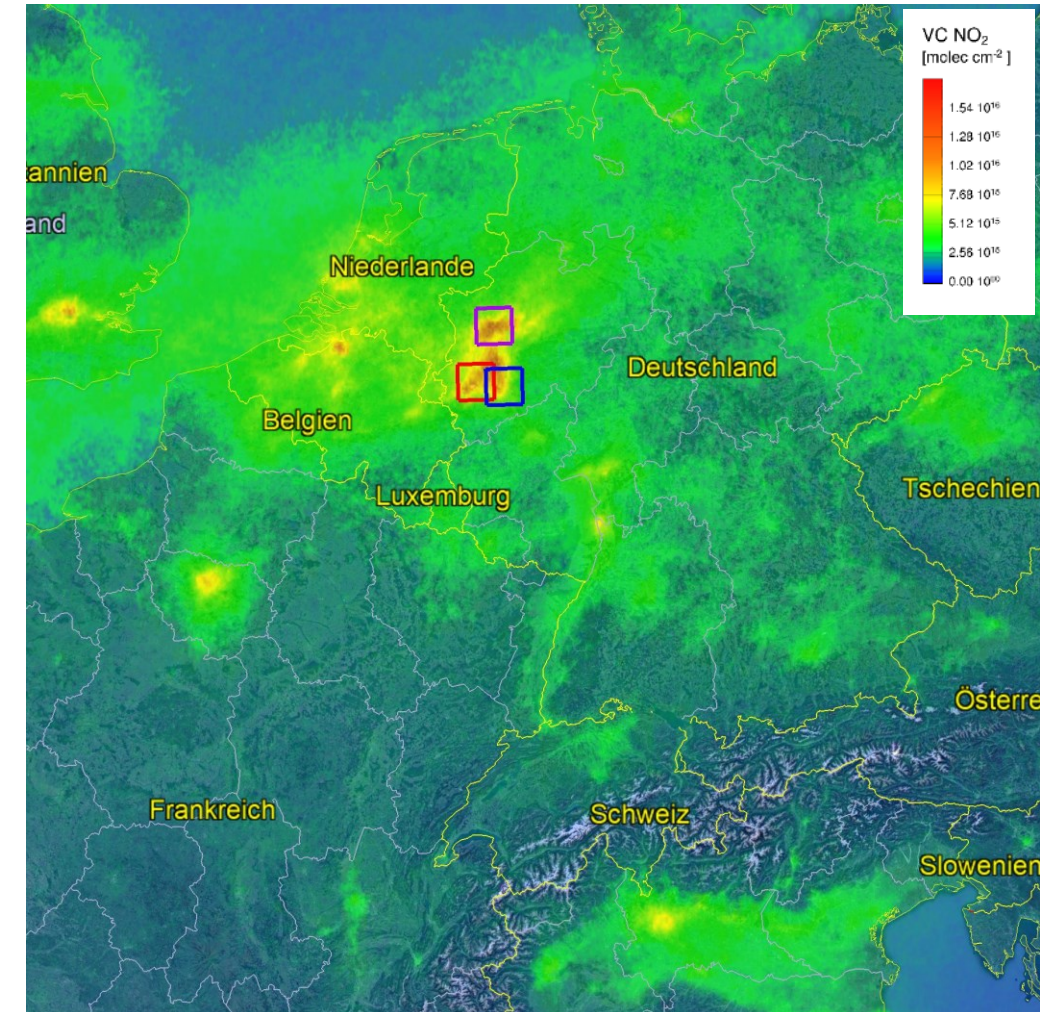 VC NO₂
[molec cm⁻²]
1.54 10¹⁶
1.28 10¹⁶
1.02 10¹⁶
7.68 10¹⁵
5.12 10¹⁵
2.56 10¹⁵
0.00 10⁰⁰
annien
and
Niederlande
Deutschland
Belgien
Luxemburg
Tschechien
Österre
Frankreich
Schweiz
Slowenien